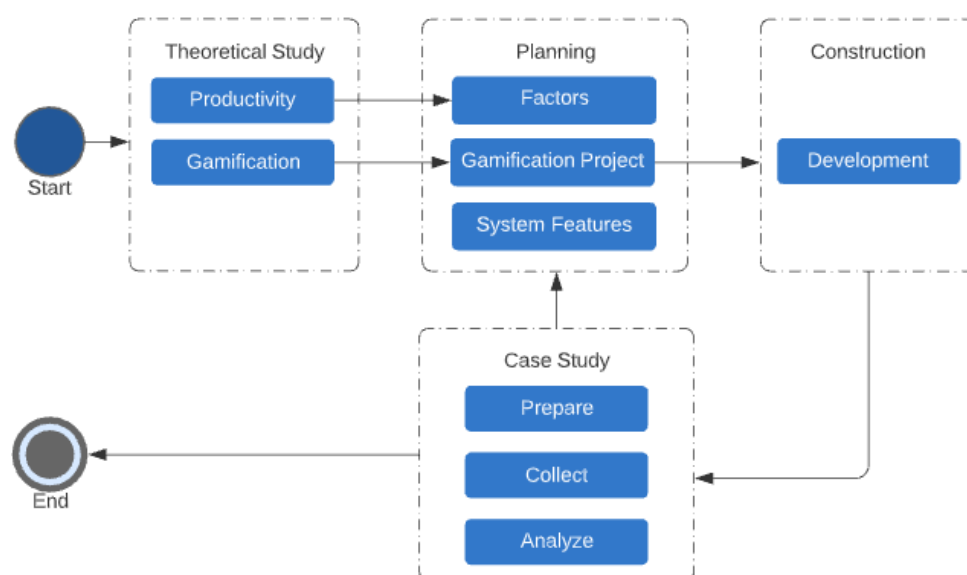 Theoretical Study
Productivity
Gamification
Planning
Factors
Gamification Project
System Features
Construction
Development
Start
Case Study
Prepare
Collect
Analyze
End